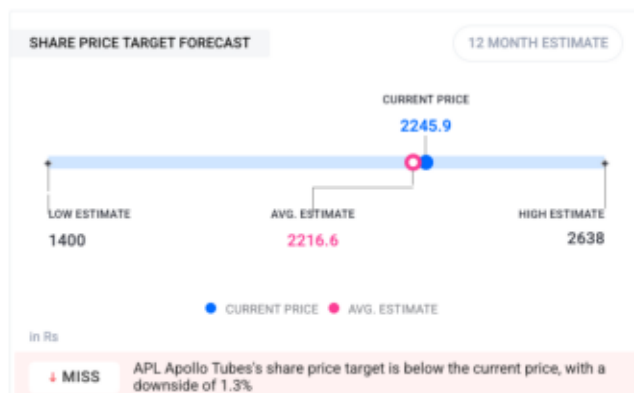 SHARE PRICE TARGET FORECAST
12 MONTH ESTIMATE
CURRENT PRICE
2245.9
LOW ESTIMATE
AVG. ESTIMATE
HIGH ESTIMATE
1400
2216.6
2638
CURRENT PRICE
AVG. ESTIMATE
in Rs
↓ MISS
APL Apollo Tubes's share price target is below the current price, with a
downside of 1.3%